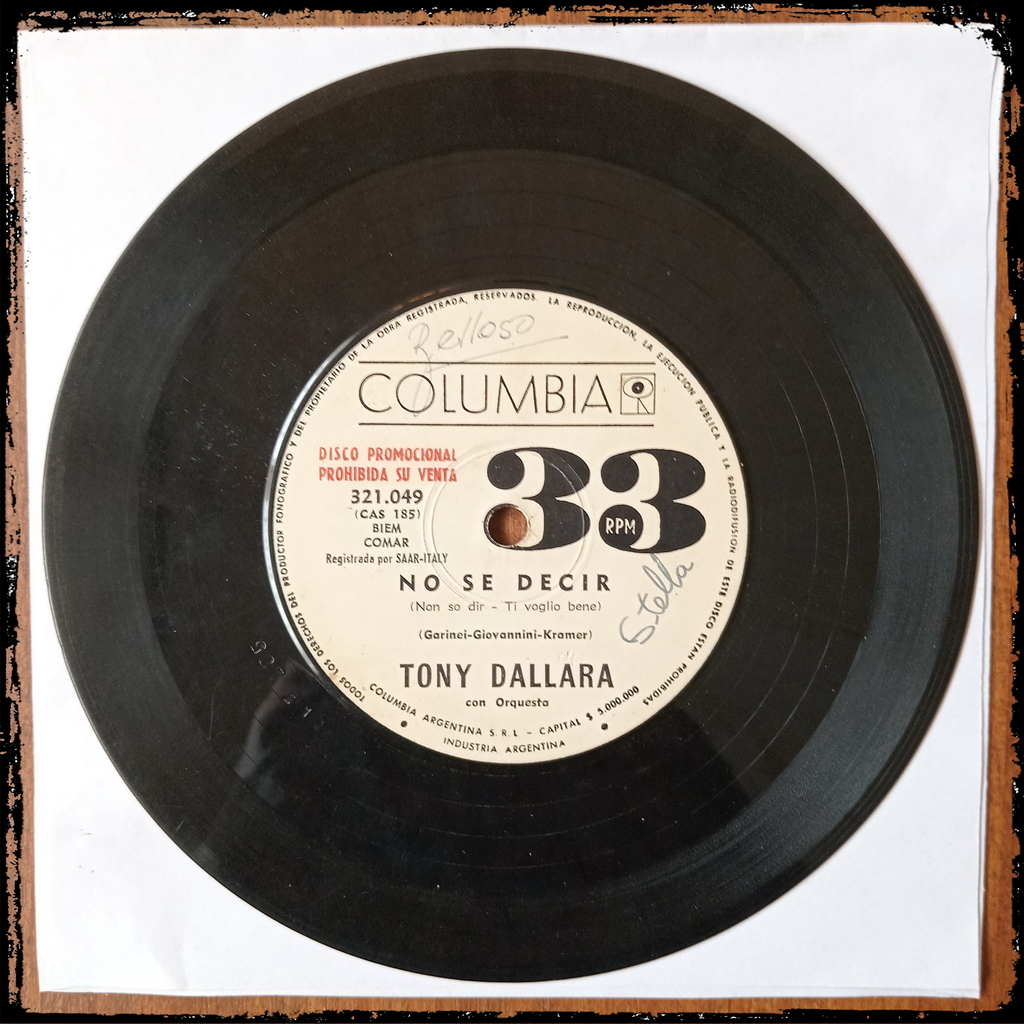 TODOS LOS DERECHOS DEL PRODUCTOR FONOGRAFICO Y DEL PROPIETARIO DE LA OBRA REGISTRADA, RESERVADOS. LA REPRODUCCION, LA EJECUCION PUBLICA Y LA RADIODIFUSION DE ESTE DISCO ESTAN PROHIBIDAS
COLUMBIA
DISCO PROMOCIONAL
PROHIBIDA SU VENTA
33
RPM
321.049
(CAS 185)
BIEM
COMAR
Registrada por SAAR-ITALY
NO SE DECIR
(Non so dir - Ti voglio bene)
Stella
(Garinei-Giovannini-Kramer)
TONY DALLARA
con Orquesta
COLUMBIA ARGENTINA S.R.L - CAPITAL $ 5.000.000
INDUSTRIA ARGENTINA